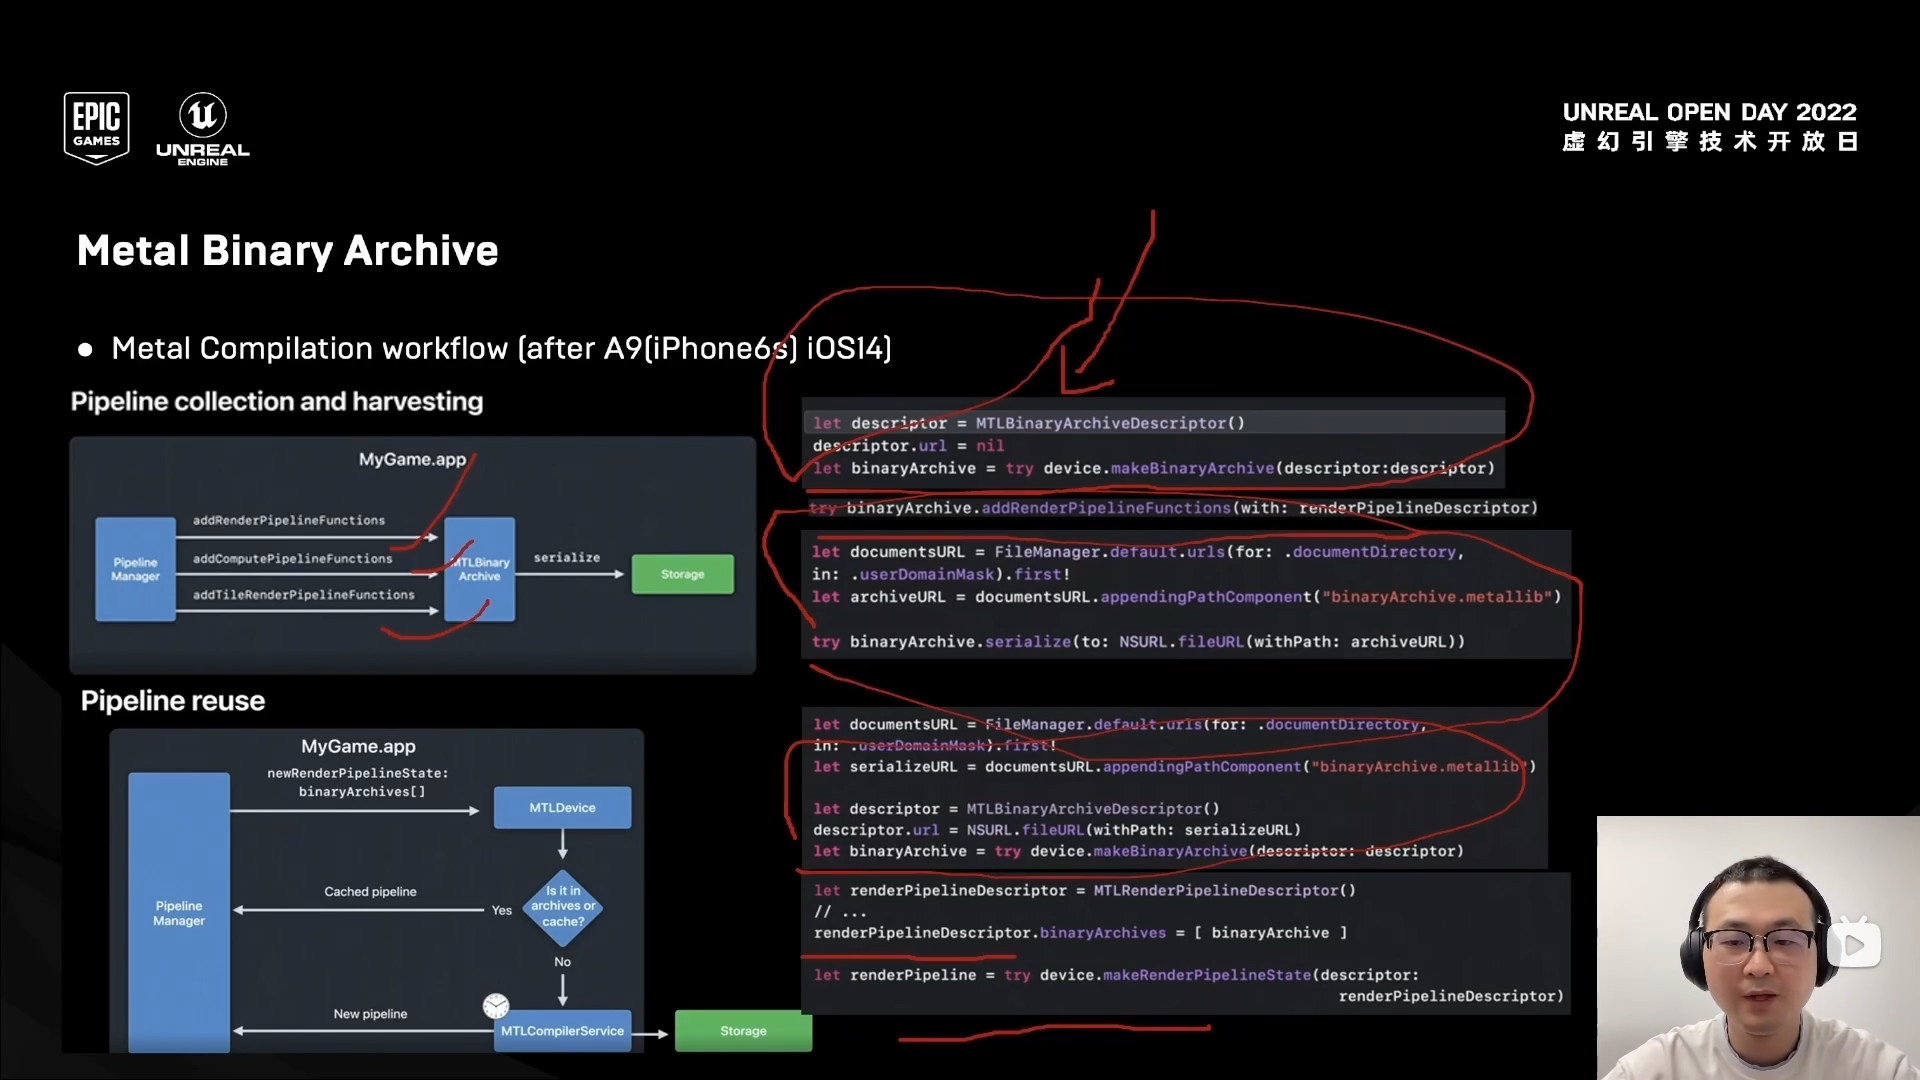 EPIC
GAMES
UNREAL
ENGINE
UNREAL OPEN DAY 2022
虚幻引擎技术开放日
Metal Binary Archive
● Metal Compilation workflow (after A9(iPhone6s) iOS14)
Pipeline collection and harvesting
MyGame.app
Pipeline
Manager
addRenderPipelineFunctions
addComputePipelineFunctions
addTileRenderPipelineFunctions
MTLBinary
Archive
serialize
Storage
Pipeline reuse
MyGame.app
Pipeline
Manager
newRenderPipelineState:
binaryArchives[]
MTLDevice
Cached pipeline
Yes
Is it in
archives or
cache?
No
New pipeline
MTLCompilerService
Storage
let descriptor = MTLBinaryArchiveDescriptor()
descriptor.url = nil
let binaryArchive = try device.makeBinaryArchive(descriptor:descriptor)
try binaryArchive.addRenderPipelineFunctions(with: renderPipelineDescriptor)
let documentsURL = FileManager.default.urls(for: .documentDirectory,
in: .userDomainMask).first!
let archiveURL = documentsURL.appendingPathComponent("binaryArchive.metallib")
try binaryArchive.serialize(to: NSURL.fileURL(withPath: archiveURL))
let documentsURL = FileManager.default.urls(for: .documentDirectory,
in: .userDomainMask).first!
let serializeURL = documentsURL.appendingPathComponent("binaryArchive.metallib")
let descriptor = MTLBinaryArchiveDescriptor()
descriptor.url = NSURL.fileURL(withPath: serializeURL)
let binaryArchive = try device.makeBinaryArchive(descriptor: descriptor)
let renderPipelineDescriptor = MTLRenderPipelineDescriptor()
// ...
renderPipelineDescriptor.binaryArchives = [ binaryArchive ]
let renderPipeline = try device.makeRenderPipelineState(descriptor:
renderPipelineDescriptor)